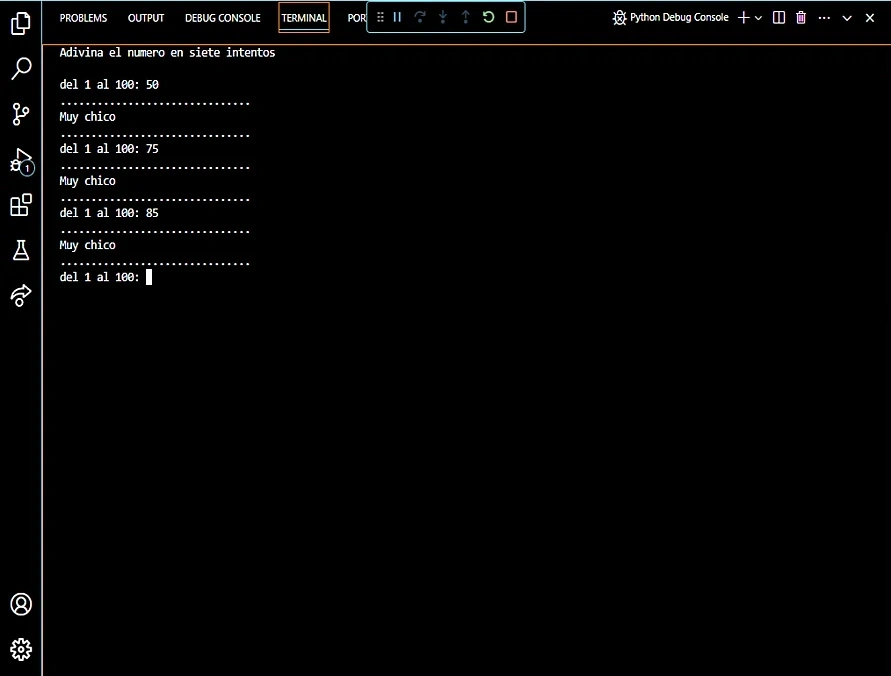 PROBLEMS OUTPUT DEBUG CONSOLE TERMINAL POR Python Debug Console
Adivina el numero en siete intentos
del 1 al 100: 50
..............................
Muy chico
..............................
del 1 al 100: 75
..............................
Muy chico
..............................
del 1 al 100: 85
..............................
Muy chico
..............................
del 1 al 100:
1